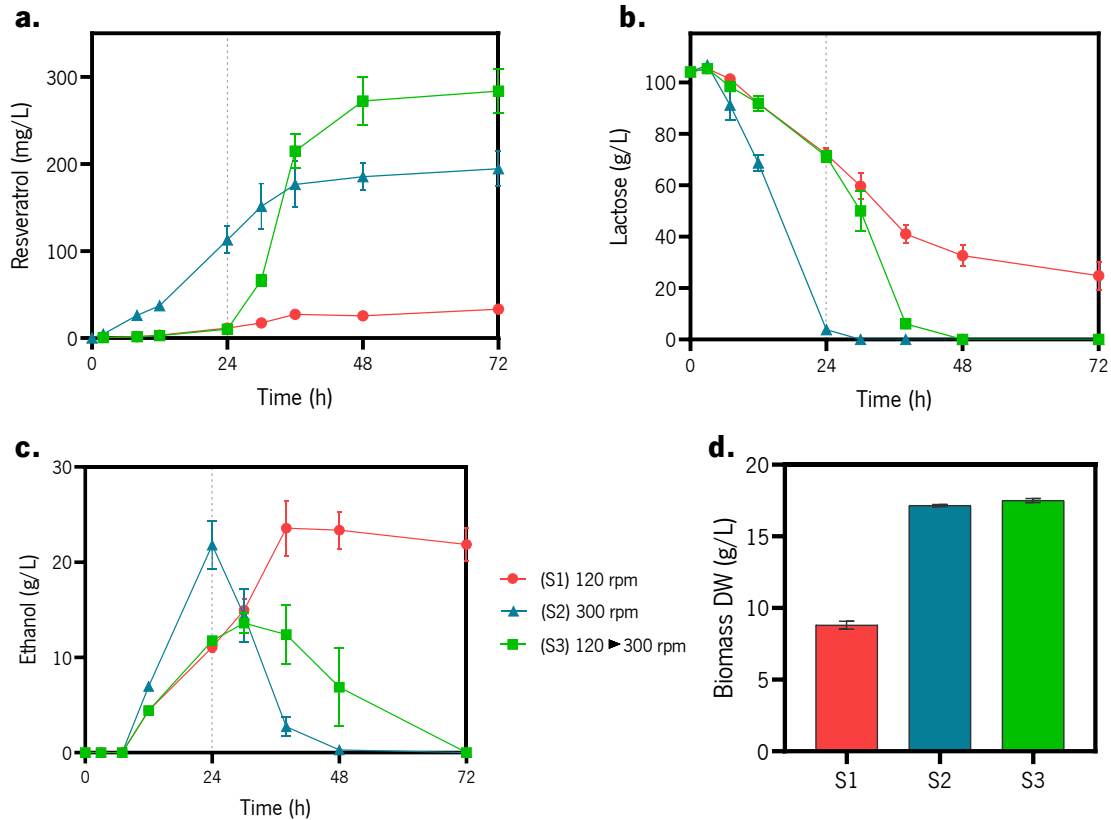 a.
Resveratrol (mg/L)
300
200
100
0
0 24 48 72
Time (h)
b.
Lactose (g/L)
100
80
60
40
20
0
0 24 48 72
Time (h)
c.
Ethanol (g/L)
30
20
10
0
0 24 48 72
Time (h)
(S1) 120 rpm
(S2) 300 rpm
(S3) 120 ► 300 rpm
d.
Biomass DW (g/L)
20
15
10
5
0
S1 S2 S3